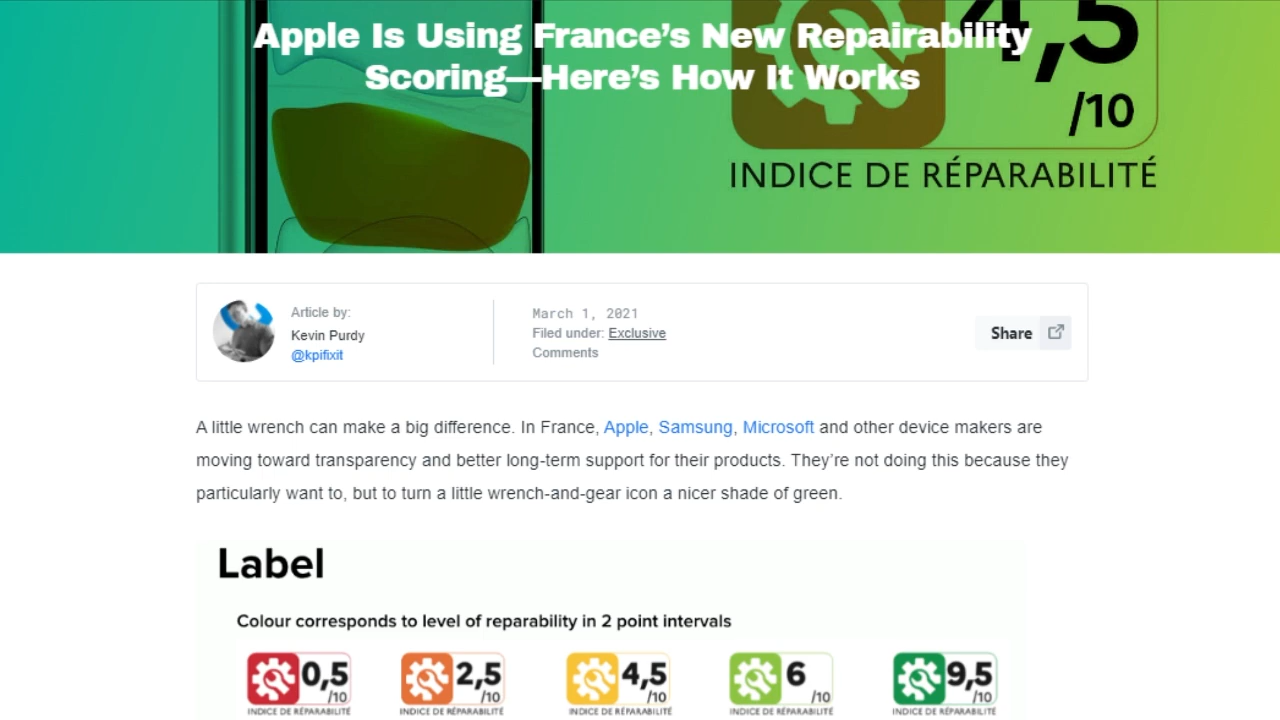 Apple Is Using France’s New Repairability
Scoring—Here’s How It Works
4,5
/10
INDICE DE RÉPARABILITÉ
Article by:
Kevin Purdy
@kpifixit
March 1, 2021
Filed under: Exclusive
Comments
Share
A little wrench can make a big difference. In France, Apple, Samsung, Microsoft and other device makers are
moving toward transparency and better long-term support for their products. They’re not doing this because they
particularly want to, but to turn a little wrench-and-gear icon a nicer shade of green.
Label
Colour corresponds to level of reparability in 2 point intervals
0,5 /10 2,5 /10 4,5 /10 6 /10 9,5 /10
INDICE DE RÉPARABILITÉ INDICE DE RÉPARABILITÉ INDICE DE RÉPARABILITÉ INDICE DE RÉPARABILITÉ INDICE DE RÉPARABILITÉ